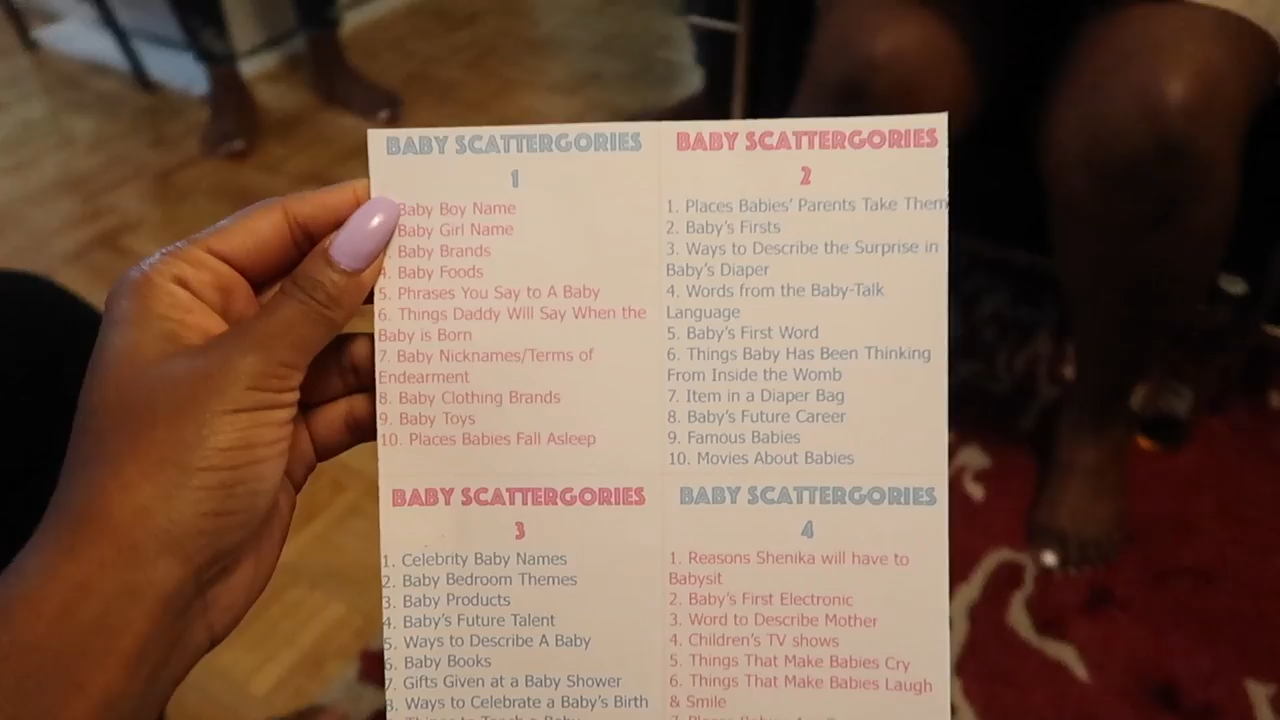 BABY SCATTERGORIES
1
Baby Boy Name
Baby Girl Name
. Baby Brands
4. Baby Foods
5. Phrases You Say to A Baby
6. Things Daddy Will Say When the
Baby is Born
7. Baby Nicknames/Terms of
Endearment
8. Baby Clothing Brands
9. Baby Toys
10. Places Babies Fall Asleep
BABY SCATTERGORIES
2
1. Places Babies' Parents Take Them
2. Baby's Firsts
3. Ways to Describe the Surprise in
Baby's Diaper
4. Words from the Baby-Talk
Language
5. Baby's First Word
6. Things Baby Has Been Thinking
From Inside the Womb
7. Item in a Diaper Bag
8. Baby's Future Career
9. Famous Babies
10. Movies About Babies
BABY SCATTERGORIES
3
1. Celebrity Baby Names
2. Baby Bedroom Themes
3. Baby Products
4. Baby's Future Talent
5. Ways to Describe A Baby
6. Baby Books
7. Gifts Given at a Baby Shower
8. Ways to Celebrate a Baby's Birth
BABY SCATTERGORIES
4
1. Reasons Shenika will have to
Babysit
2. Baby's First Electronic
3. Word to Describe Mother
4. Children's TV shows
5. Things That Make Babies Cry
6. Things That Make Babies Laugh
& Smile